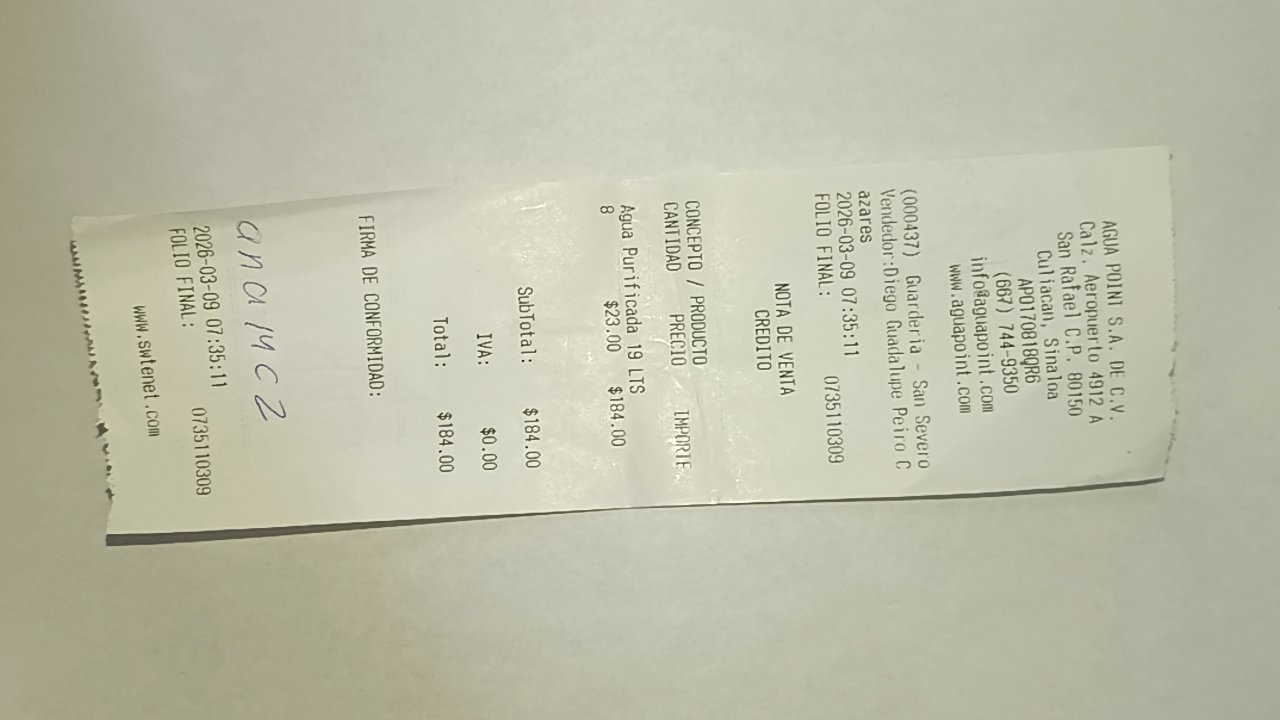 AGUA POINT S.A. DE C.V.
Calz. Aeropuerto 4912 A
San Rafael C.P. 80150
Culiacan, Sinaloa
APO170818QR6
(667) 744-9350
info@aguapoint.com
www.aguapoint.com
(000437) Guarderia - San Severo
Vendedor:Diego Guadalupe Peiro C
azares
2026-03-09 07:35:11
FOLIO FINAL: 0735110309
NOTA DE VENTA
CREDITO
CONCEPTO / PRODUCTO
CANTIDAD PRECIO IMPORTE
Agua Purificada 19 LTS
8 $23.00 $184.00
SubTotal: $184.00
IVA: $0.00
Total: $184.00
FIRMA DE CONFORMIDAD:
2026-03-09 07:35:11
FOLIO FINAL: 0735110309
www.swtenet.com